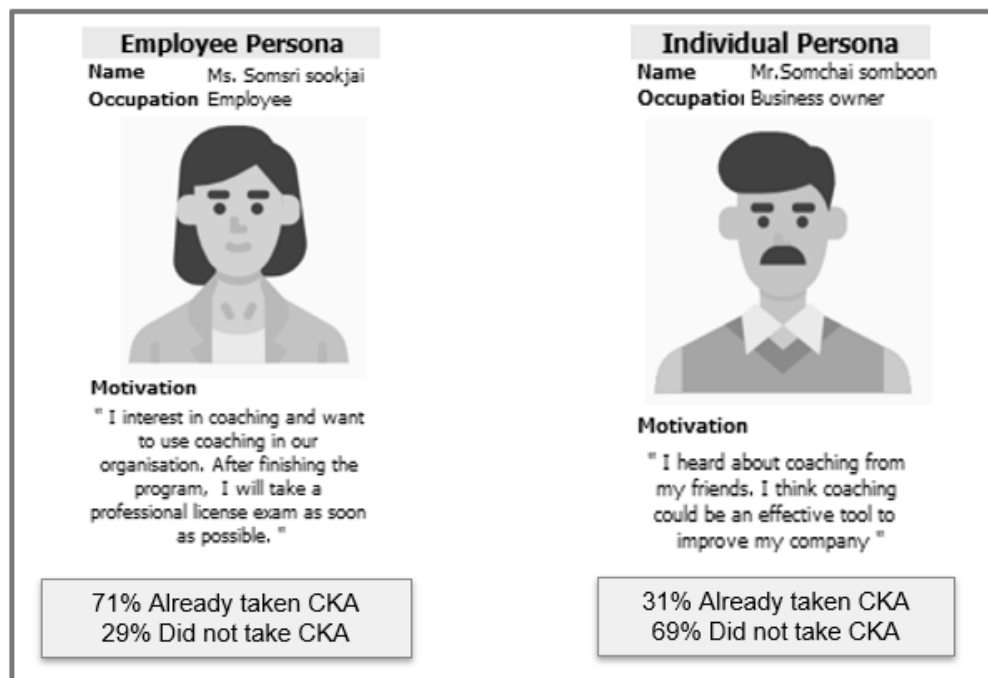 Employee Persona
Name Ms. Somsri sookjai
Occupation Employee
Motivation
" I interest in coaching and want
to use coaching in our
organisation. After finishing the
program, I will take a
professional license exam as soon
as possible. "
71% Already taken CKA
29% Did not take CKA
Individual Persona
Name Mr.Somchai somboon
Occupatio Business owner
Motivation
" I heard about coaching from
my friends. I think coaching
could be an effective tool to
improve my company "
31% Already taken CKA
69% Did not take CKA